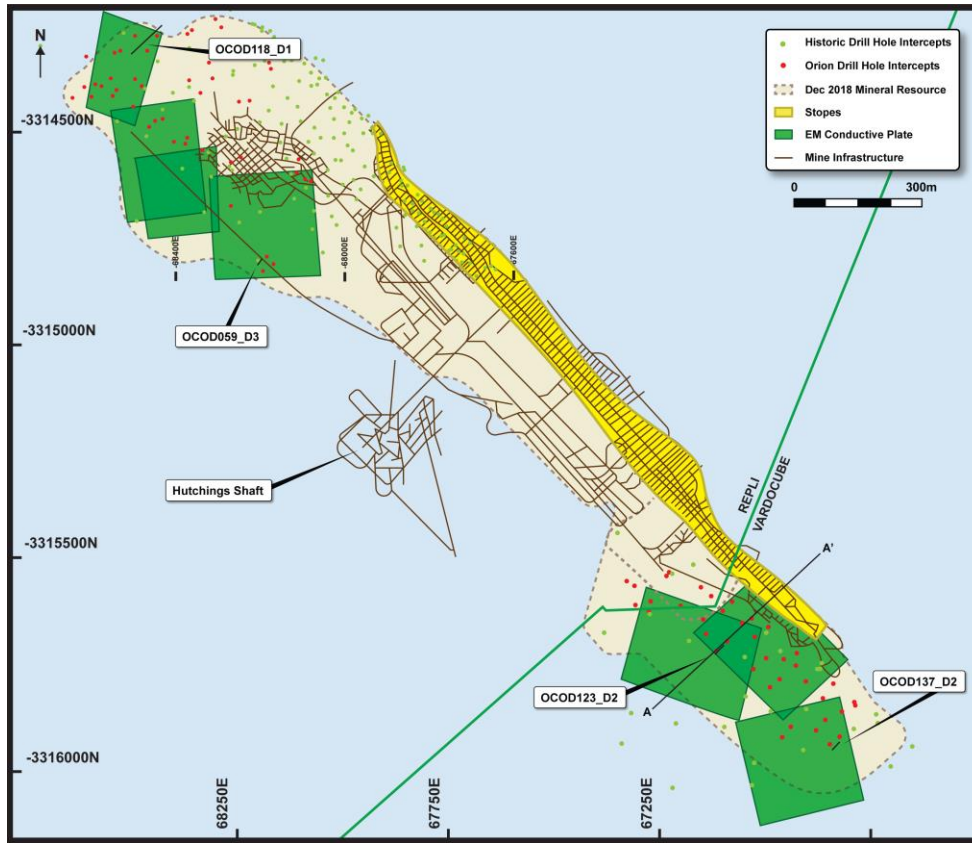 OCOD118_D1
N
-3314500N
-68400E
-68000E
-67600E
-3315000N
OCOD059_D3
Hutchings Shaft
-3315500N
REPLI
VARDOCUBE
A'
OCOD123_D2
A
OCOD137_D2
-3316000N
68250E
67750E
67250E
Historic Drill Hole Intercepts
Orion Drill Hole Intercepts
Dec 2018 Mineral Resource
Stopes
EM Conductive Plate
Mine Infrastructure
0 300m